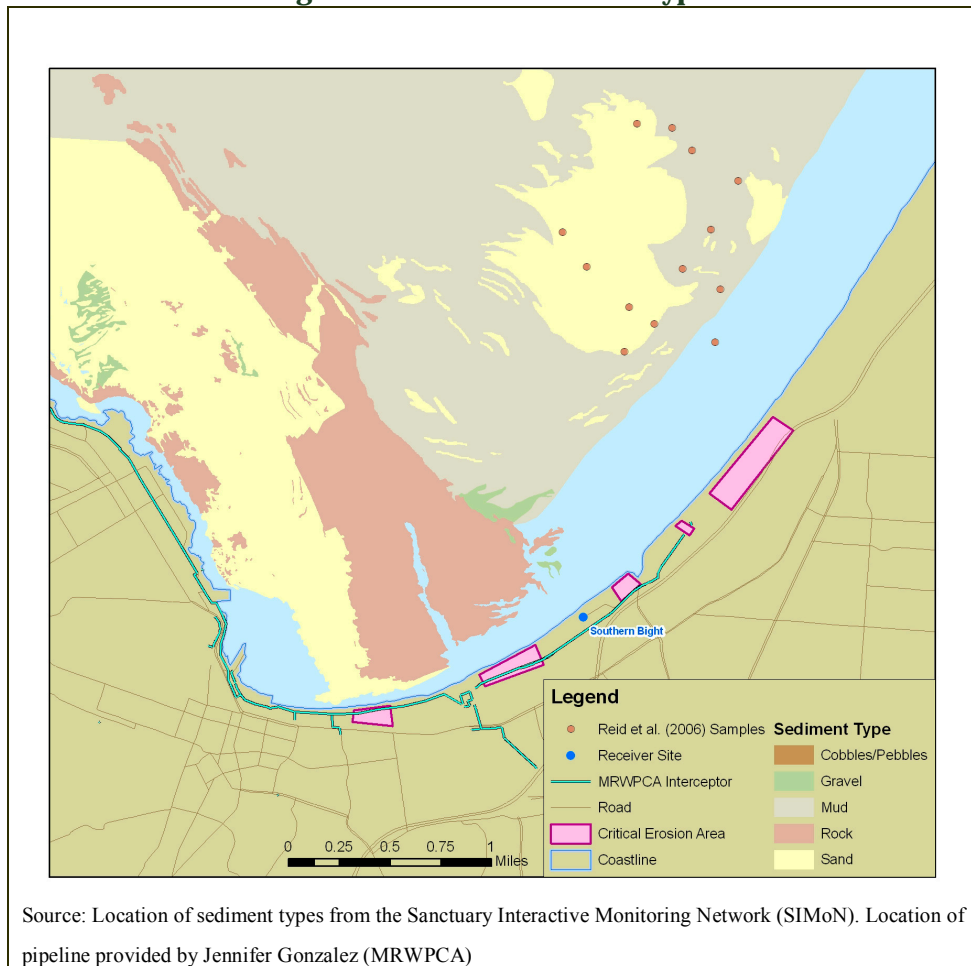 Southern Bight
Legend
Reid et al. (2006) Samples
Receiver Site
MRWPCA Interceptor
Road
Critical Erosion Area
Coastline
Sediment Type
Cobbles/Pebbles
Gravel
Mud
Rock
Sand
0 0.25 0.5 0.75 1
Miles
Source: Location of sediment types from the Sanctuary Interactive Monitoring Network (SIMoN). Location of
pipeline provided by Jennifer Gonzalez (MRWPCA)